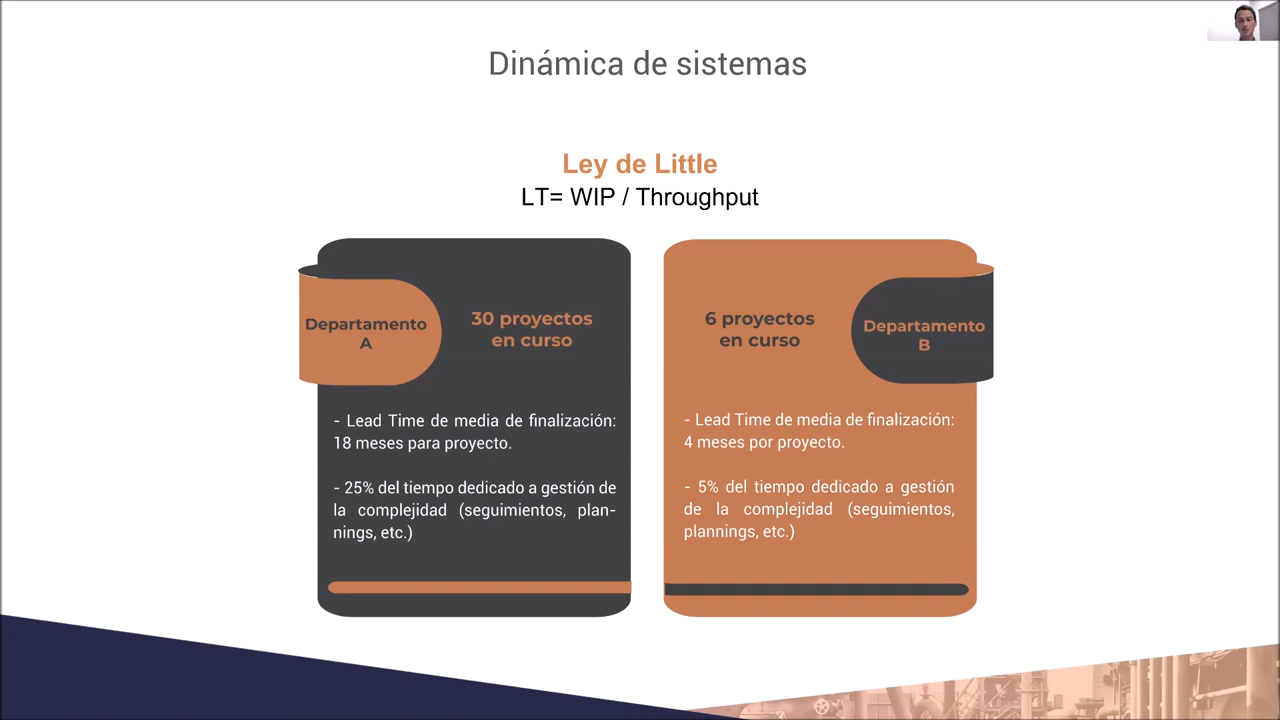 Dinámica de sistemas
Ley de Little
LT= WIP / Throughput
Departamento
A
30 proyectos
en curso
- Lead Time de media de finalización:
18 meses para proyecto.
- 25% del tiempo dedicado a gestión de
la complejidad (seguimientos, plan-
nings, etc.)
6 proyectos
en curso
Departamento
B
- Lead Time de media de finalización:
4 meses por proyecto.
- 5% del tiempo dedicado a gestión
de la complejidad (seguimientos,
plannings, etc.)